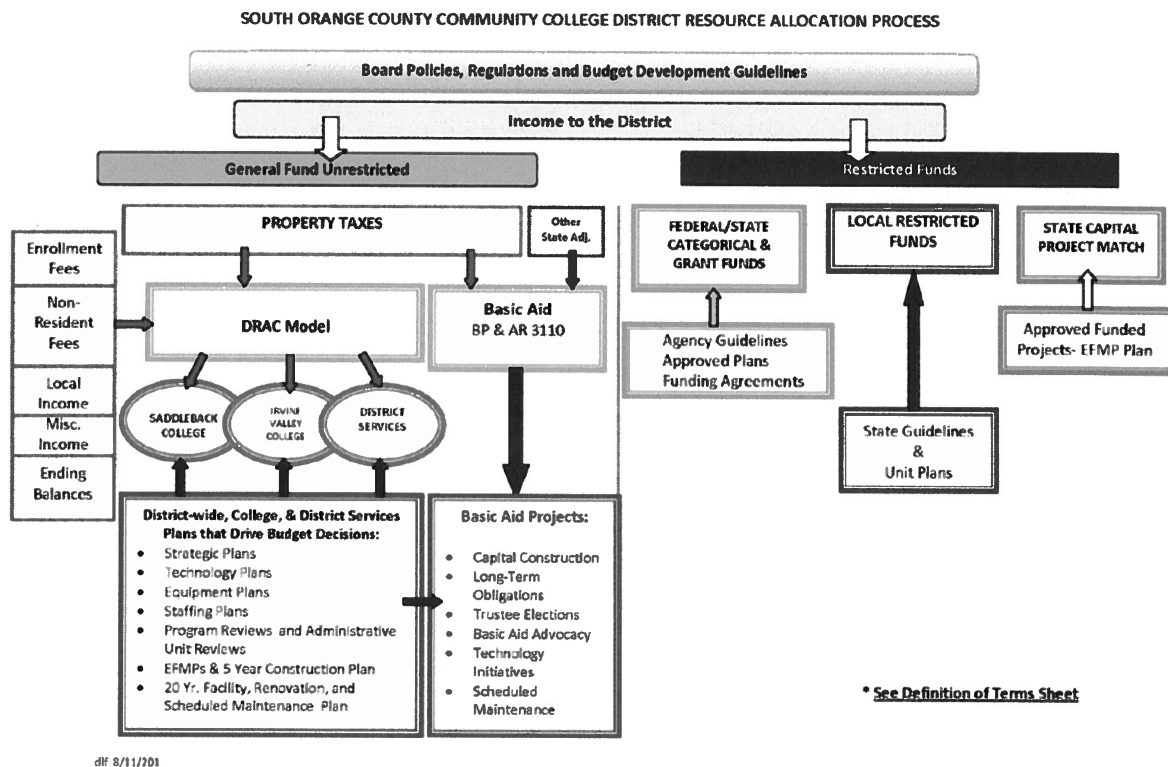 SOUTH ORANGE COUNTY COMMUNITY COLLEGE DISTRICT RESOURCE ALLOCATION PROCESS
Board Policies, Regulations and Budget Development Guidelines
Income to the District
General Fund Unrestricted
Restricted Funds
PROPERTY TAXES
Other
State Adj.
Enrollment
Fees
Non-
Resident
Fees
Local
Income
Misc.
Income
Ending
Balances
DRAC Model
Basic Aid
BP & AR 3110
SADDLEBACK
COLLEGE
IRVINE
VALLEY
COLLEGE
DISTRICT
SERVICES
District-wide, College, & District Services
Plans that Drive Budget Decisions:
• Strategic Plans
• Technology Plans
• Equipment Plans
• Staffing Plans
• Program Reviews and Administrative
Unit Reviews
• EFMPs & 5 Year Construction Plan
• 20 Yr. Facility, Renovation, and
Scheduled Maintenance Plan
Basic Aid Projects:
• Capital Construction
• Long-Term
Obligations
• Trustee Elections
• Basic Aid Advocacy
• Technology
Initiatives
• Scheduled
Maintenance
FEDERAL/STATE
CATEGORICAL &
GRANT FUNDS
Agency Guidelines
Approved Plans
Funding Agreements
LOCAL RESTRICTED
FUNDS
State Guidelines
&
Unit Plans
STATE CAPITAL
PROJECT MATCH
Approved Funded
Projects- EFMP Plan
* See Definition of Terms Sheet
dlf 8/11/201